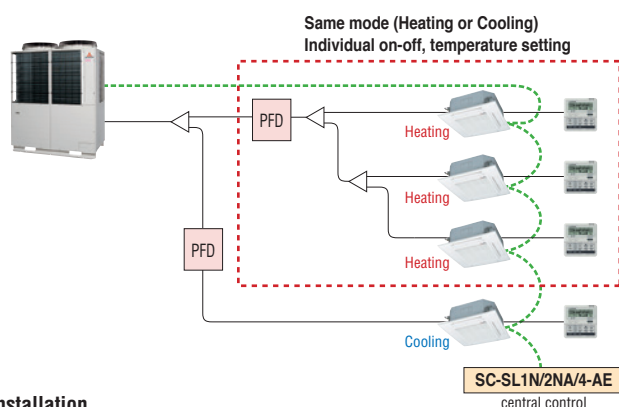 Same mode (Heating or Cooling)
Individual on-off, temperature setting
PFD
Heating
Heating
PFD
Heating
Cooling
SC-SL1N/2NA/4-AE
central control